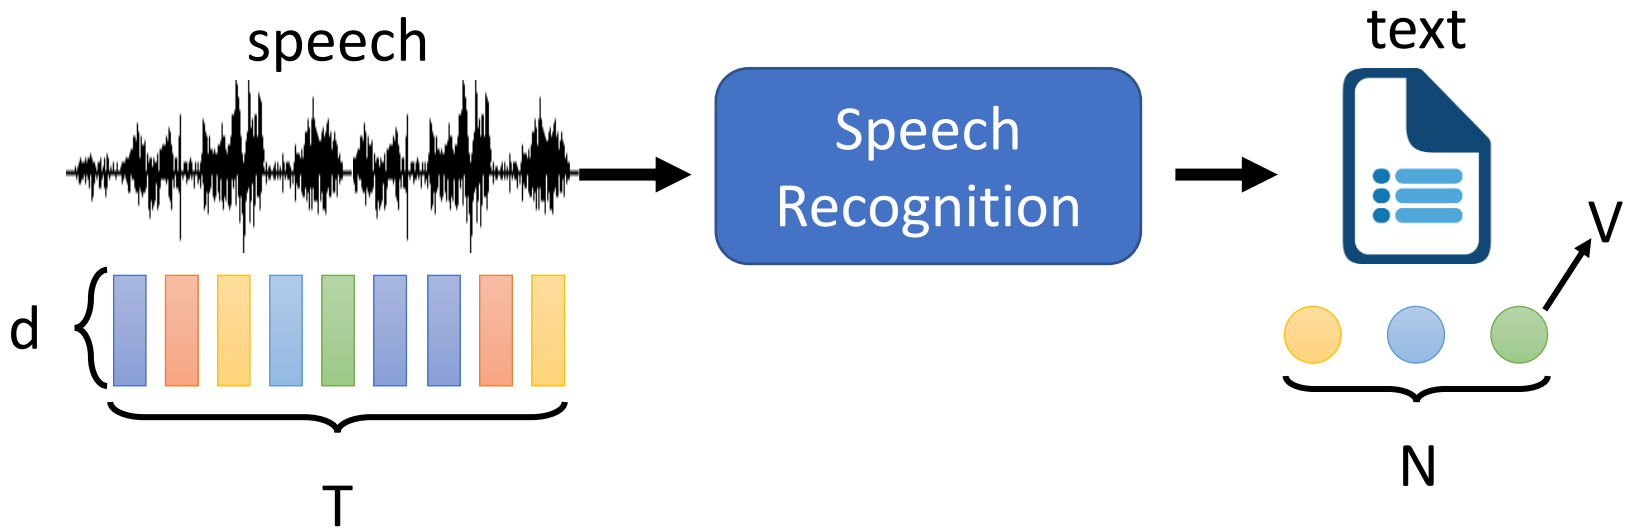 speech
text
Speech
Recognition
V
d
N
T